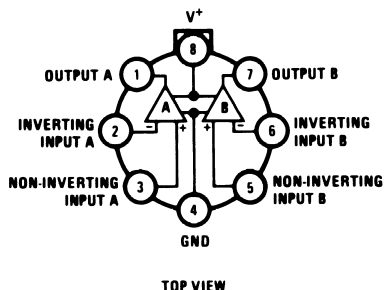 V+
8
OUTPUT A 1
7 OUTPUT B
A B
INVERTING
INPUT A
2 − + + − 6
INVERTING
INPUT B
NON-INVERTING
INPUT A
3
5
NON-INVERTING
INPUT B
4
GND
TOP VIEW